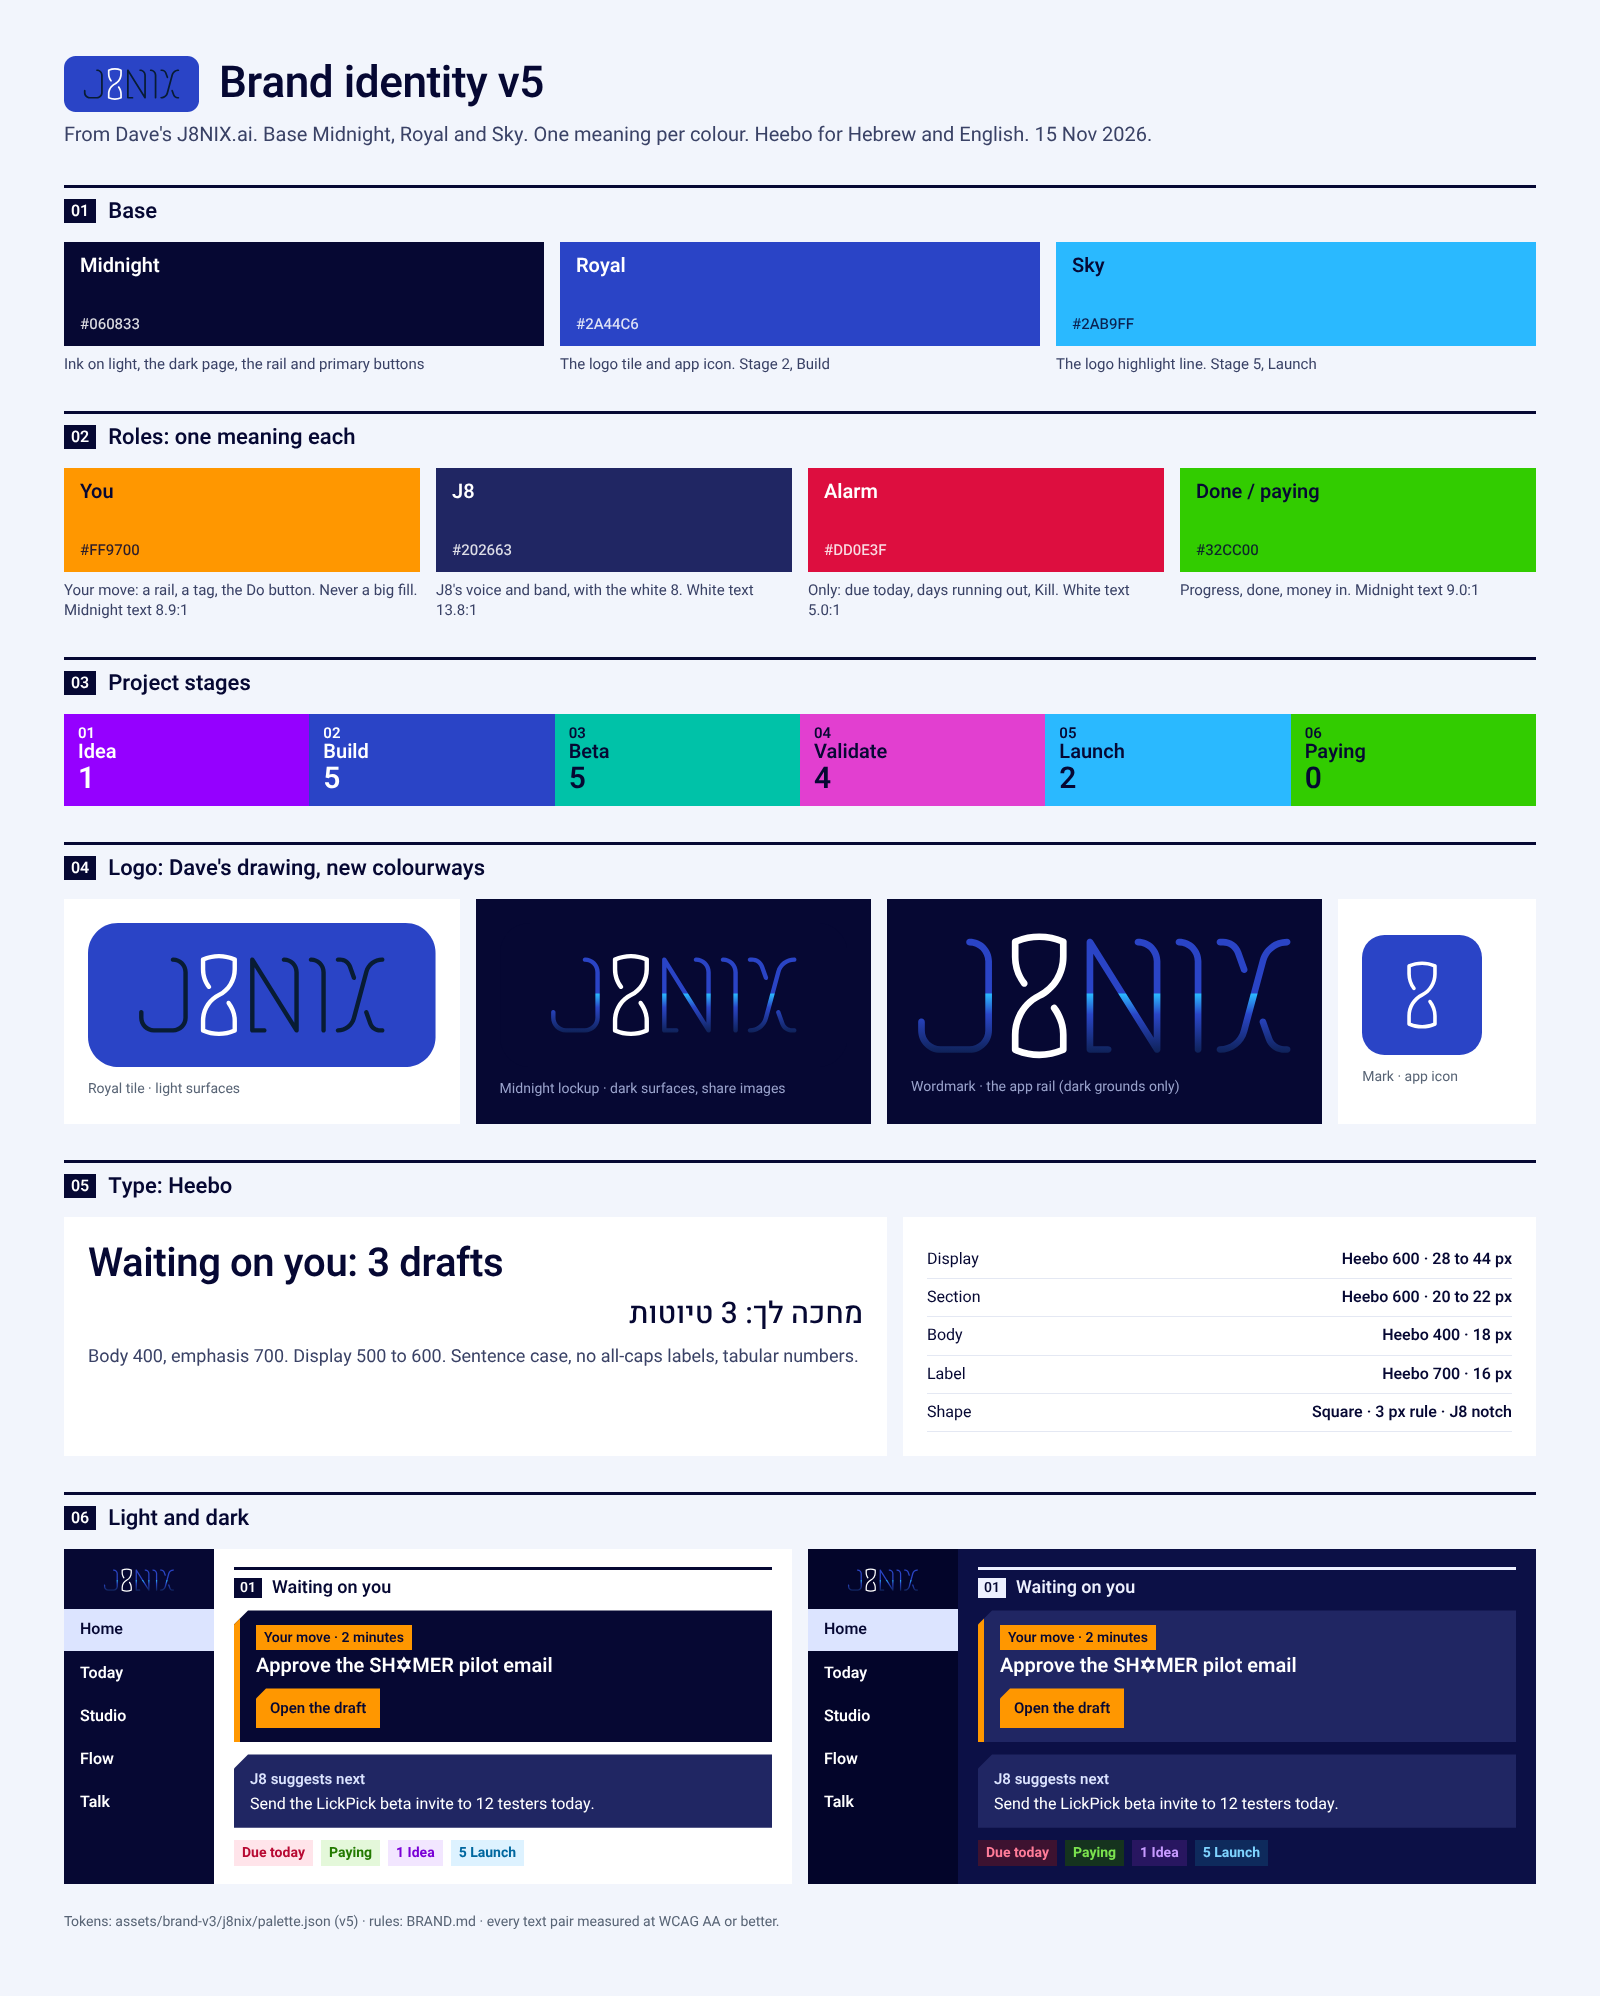 J8NIX Brand identity v5
From Dave's J8NIX.ai. Base Midnight, Royal and Sky. One meaning per colour. Heebo for Hebrew and English. 15 Nov 2026.
01 Base
Midnight
#060833
Ink on light, the dark page, the rail and primary buttons
Royal
#2A44C6
The logo tile and app icon. Stage 2, Build
Sky
#2AB9FF
The logo highlight line. Stage 5, Launch
02 Roles: one meaning each
You
#FF9700
Your move: a rail, a tag, the Do button. Never a big fill.
Midnight text 8.9:1
J8
#202663
J8's voice and band, with the white 8. White text
13.8:1
Alarm
#DD0E3F
Only: due today, days running out, Kill. White text
5.0:1
Done / paying
#32CC00
Progress, done, money in. Midnight text 9.0:1
03 Project stages
01
Idea
1
02
Build
5
03
Beta
5
04
Validate
4
05
Launch
2
06
Paying
0
04 Logo: Dave's drawing, new colourways
J8NIX
Royal tile · light surfaces
J8NIX
Midnight lockup · dark surfaces, share images
J8NIX
Wordmark · the app rail (dark grounds only)
8
Mark · app icon
05 Type: Heebo
Waiting on you: 3 drafts
מחכה לך: 3 טיוטות
Body 400, emphasis 700. Display 500 to 600. Sentence case, no all-caps labels, tabular numbers.
Display Heebo 600 · 28 to 44 px
Section Heebo 600 · 20 to 22 px
Body Heebo 400 · 18 px
Label Heebo 700 · 16 px
Shape Square · 3 px rule · J8 notch
06 Light and dark
J8NIX
Home
Today
Studio
Flow
Talk
01 Waiting on you
Your move · 2 minutes
Approve the SH✡MER pilot email
Open the draft
J8 suggests next
Send the LickPick beta invite to 12 testers today.
Due today Paying 1 Idea 5 Launch
J8NIX
Home
Today
Studio
Flow
Talk
01 Waiting on you
Your move · 2 minutes
Approve the SH✡MER pilot email
Open the draft
J8 suggests next
Send the LickPick beta invite to 12 testers today.
Due today Paying 1 Idea 5 Launch
Tokens: assets/brand-v3/j8nix/palette.json (v5) · rules: BRAND.md · every text pair measured at WCAG AA or better.